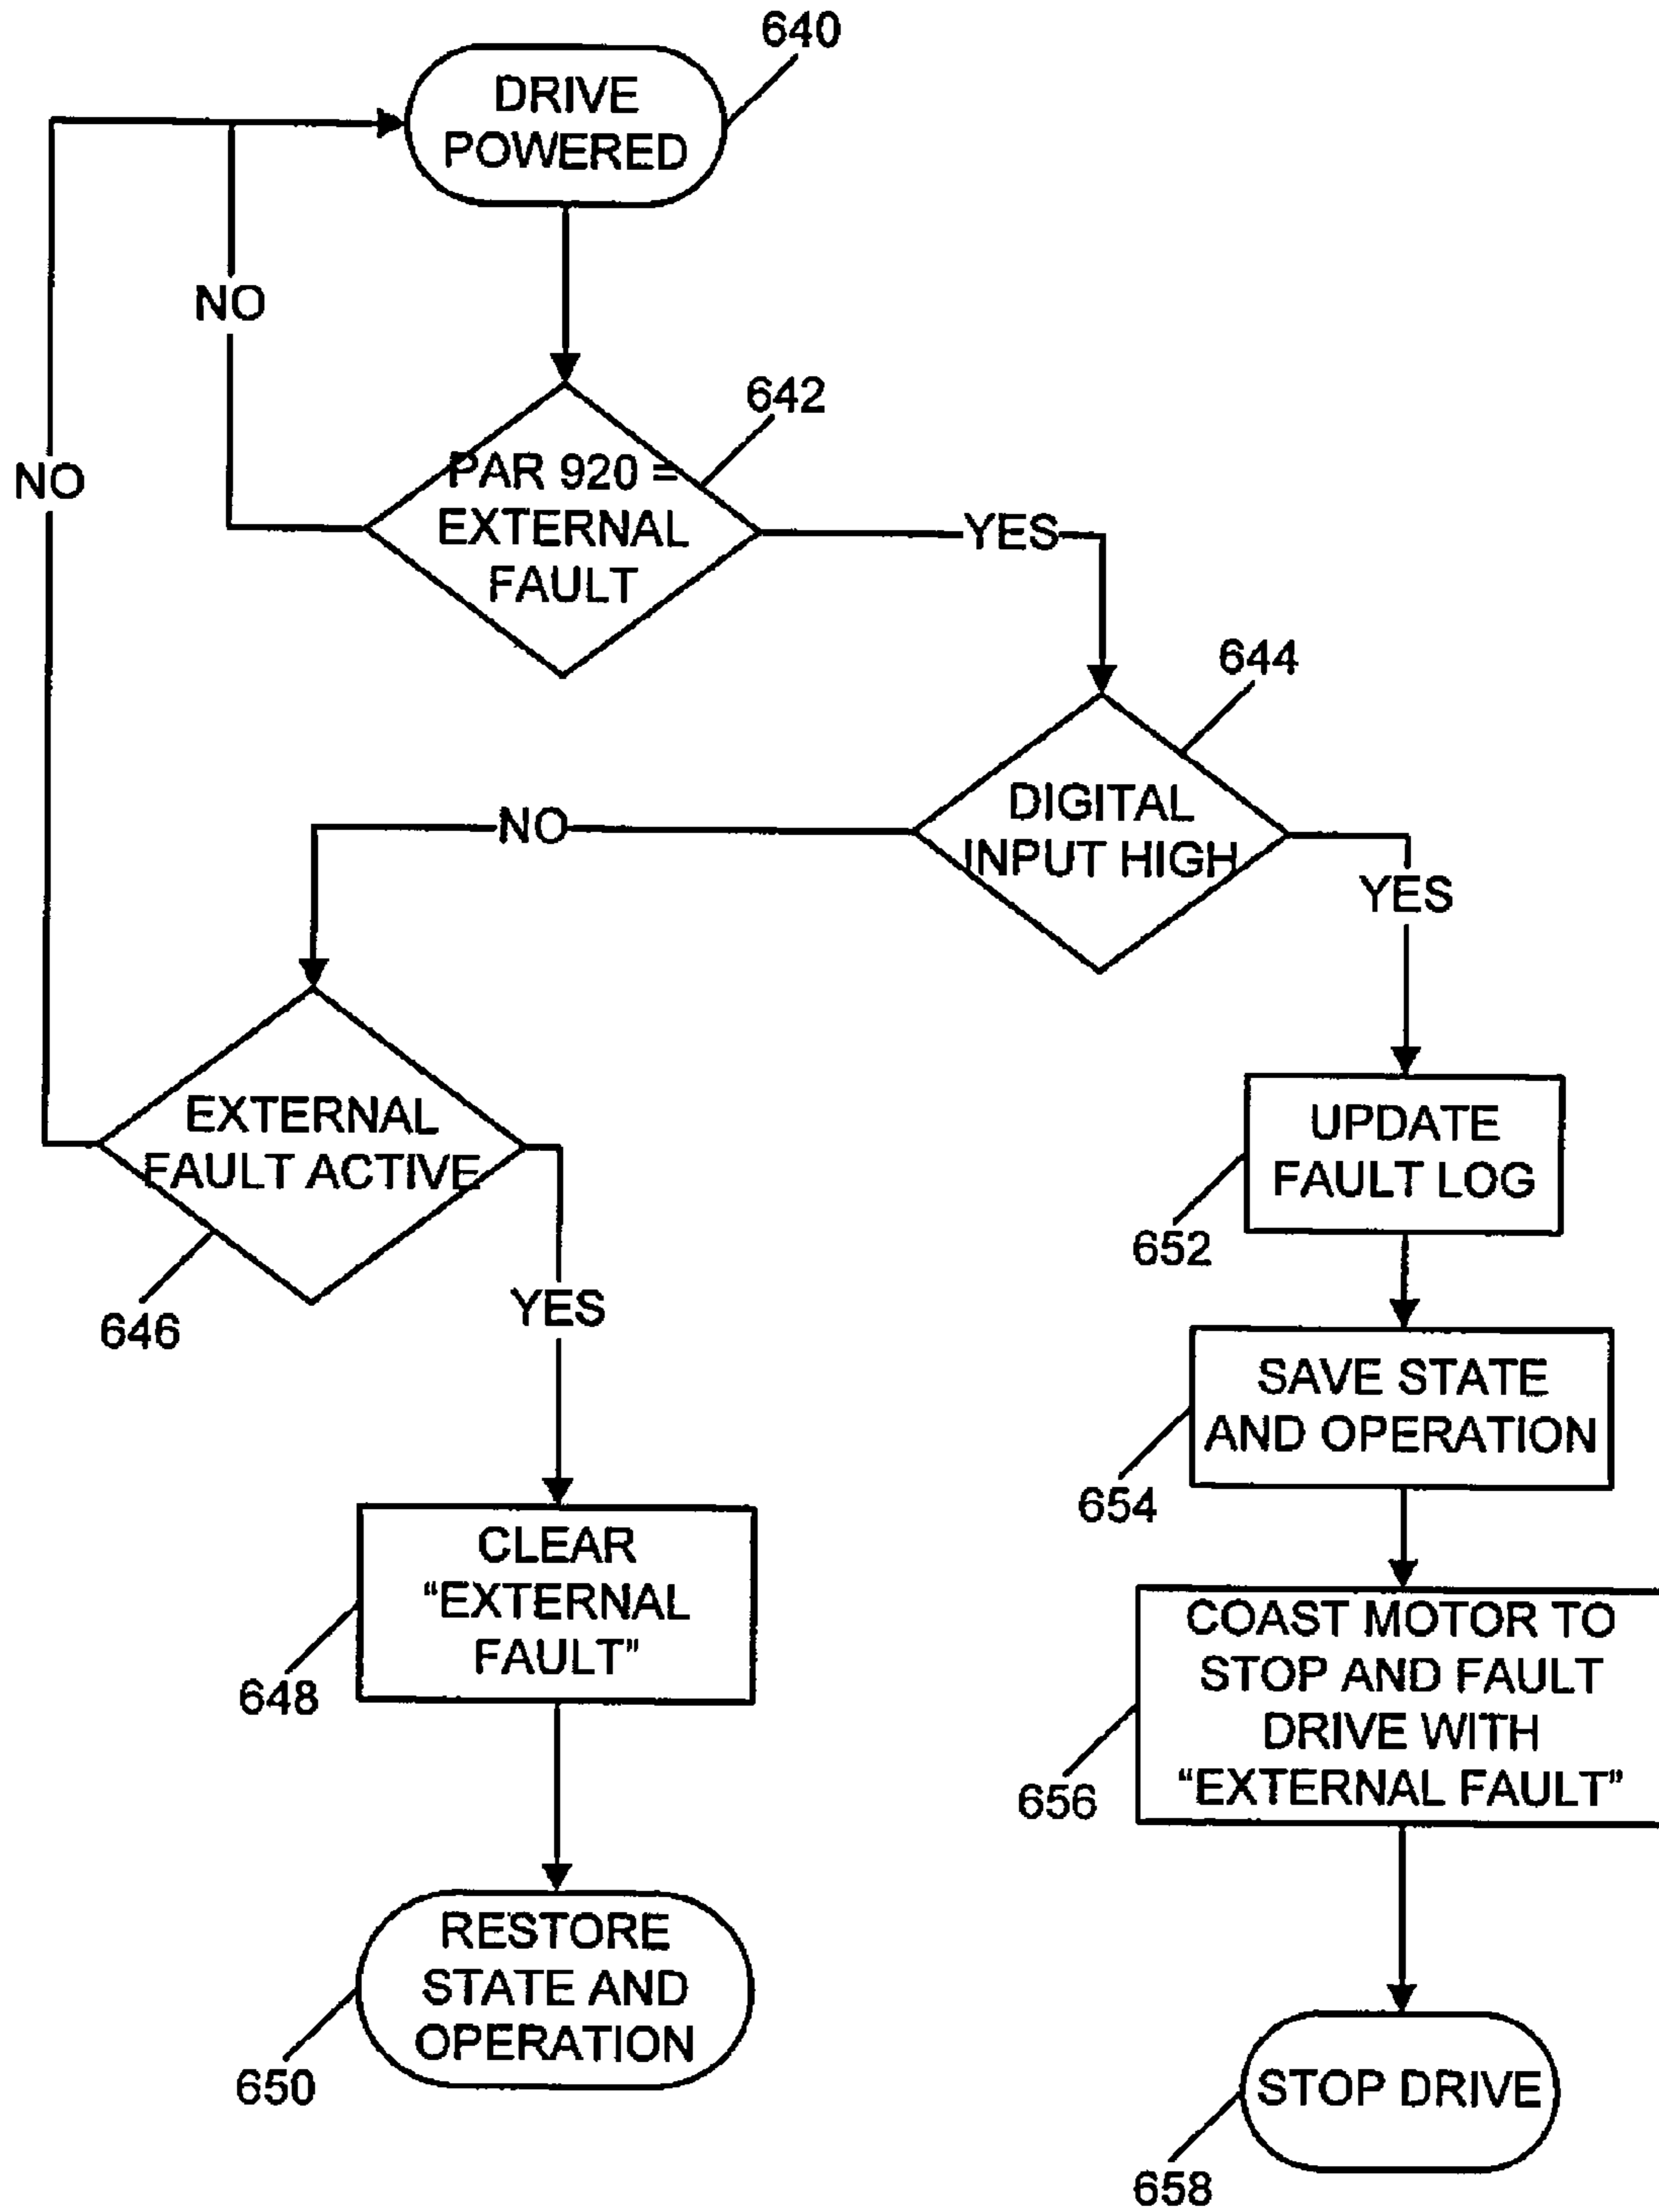 640
DRIVE
POWERED
NO
642
NO
PAR 920 =
EXTERNAL
FAULT
YES
644
DIGITAL
INPUT HIGH
NO
YES
EXTERNAL
FAULT ACTIVE
646
YES
UPDATE
FAULT LOG
652
SAVE STATE
AND OPERATION
654
CLEAR
“EXTERNAL
FAULT”
648
COAST MOTOR TO
STOP AND FAULT
DRIVE WITH
“EXTERNAL FAULT”
656
RESTORE
STATE AND
OPERATION
650
STOP DRIVE
658